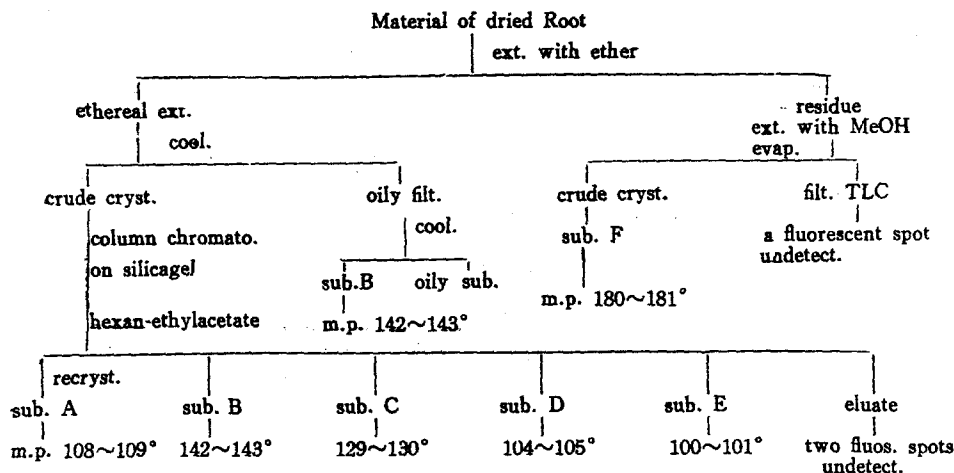 Material of dried Root
ext. with ether
ethereal ext.
cool.
residue
ext. with MeOH
evap.
crude cryst.
oily filt.
crude cryst.
filt. TLC
column chromato.
on silicagel
cool.
sub. F
a fluorescent spot
undetect.
sub.B
oily sub.
hexan-ethylacetate
m.p. 142~143°
m.p. 180~181°
recryst.
sub. A
sub. B
sub. C
sub. D
sub. E
eluate
m.p. 108~109°
142~143°
129~130°
104~105°
100~101°
two fluos. spots
undetect.